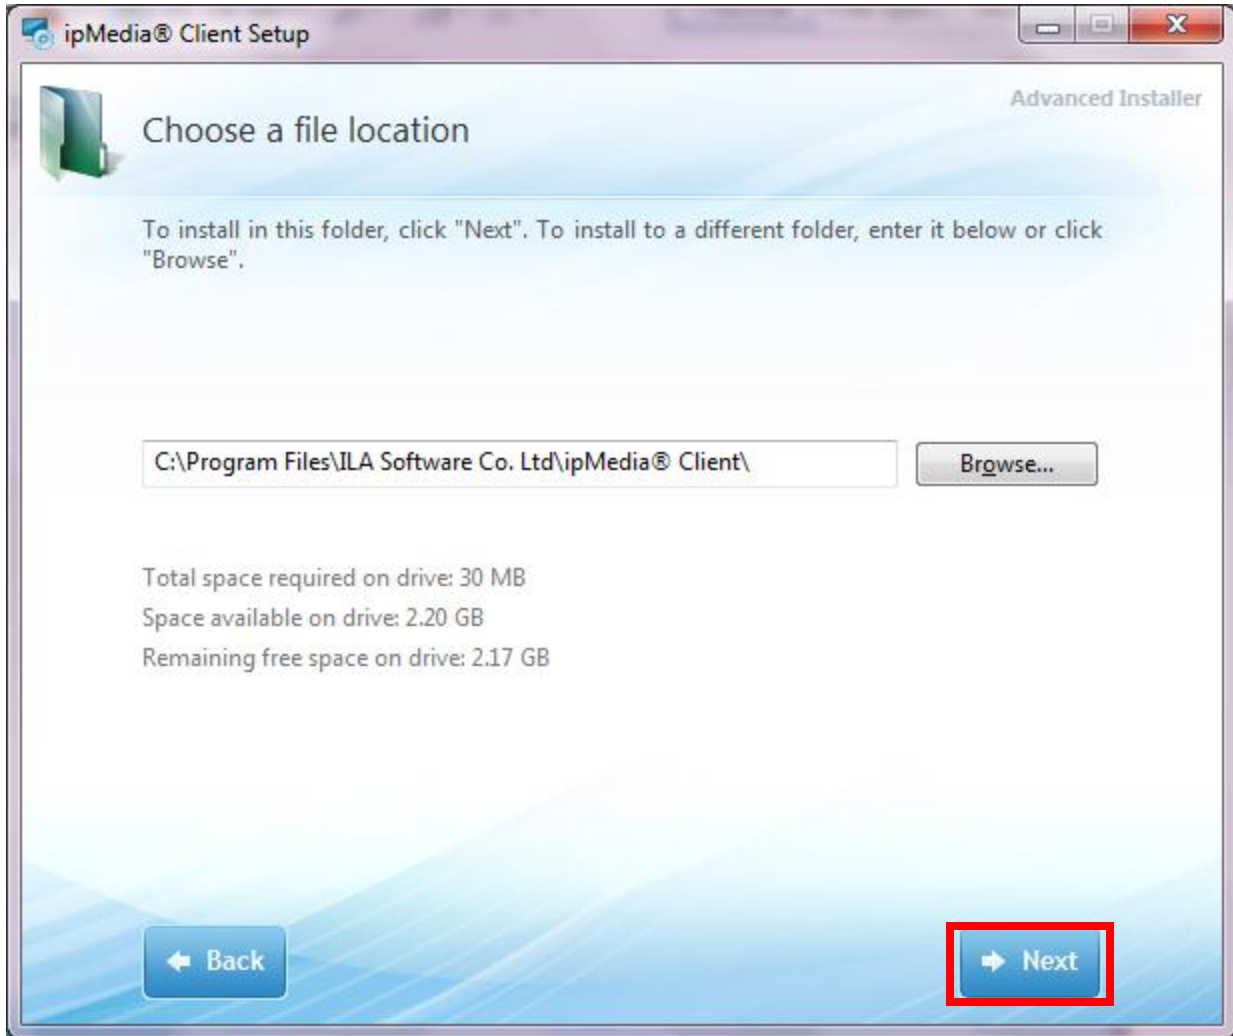 ipMedia® Client Setup
Advanced Installer
Choose a file location
To install in this folder, click "Next". To install to a different folder, enter it below or click
"Browse".
C:\Program Files\ILA Software Co. Ltd\ipMedia® Client\
Browse...
Total space required on drive: 30 MB
Space available on drive: 2.20 GB
Remaining free space on drive: 2.17 GB
Back
Next